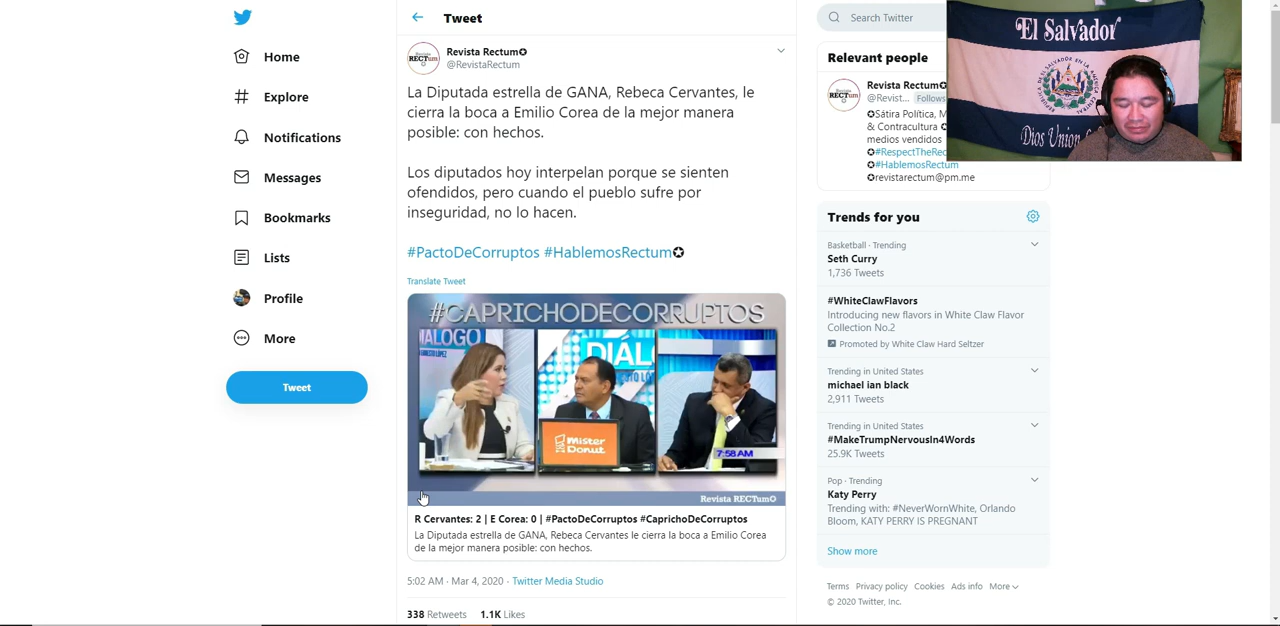 Home
Explore
Notifications
Messages
Bookmarks
Lists
Profile
More
Tweet
Tweet
Revista Rectum✪
@RevistaRectum
La Diputada estrella de GANA, Rebeca Cervantes, le
cierra la boca a Emilio Corea de la mejor manera
posible: con hechos.
Los diputados hoy interpelan porque se sienten
ofendidos, pero cuando el pueblo sufre por
inseguridad, no lo hacen.
#PactoDeCorruptos #HablemosRectum✪
Translate Tweet
#CAPRICHODECORRUPTOS
DIÁL
Mister
Donut
7:58 AM
Revista RECTum✪
R Cervantes: 2 | E Corea: 0 | #PactoDeCorruptos #CaprichoDeCorruptos
La Diputada estrella de GANA, Rebeca Cervantes le cierra la boca a Emilio Corea
de la mejor manera posible: con hechos.
5:02 AM · Mar 4, 2020 · Twitter Media Studio
338 Retweets 1.1K Likes
Search Twitter
Relevant people
Revista Rectum✪
@Revist... Follows
✪Sátira Política, M
& Contracultura ✪
medios vendidos
✪#RespectTheRec
✪#HablemosRectum
✪revistarectum@pm.me
El Salvador
Trends for you
Basketball · Trending
Seth Curry
1,736 Tweets
#WhiteClawFlavors
Introducing new flavors in White Claw Flavor
Collection No.2
Promoted by White Claw Hard Seltzer
Trending in United States
michael ian black
2,911 Tweets
Trending in United States
#MakeTrumpNervousIn4Words
25.9K Tweets
Pop · Trending
Katy Perry
Trending with: #NeverWornWhite, Orlando
Bloom, KATY PERRY IS PREGNANT
Show more
Terms Privacy policy Cookies Ads info More
© 2020 Twitter, Inc.